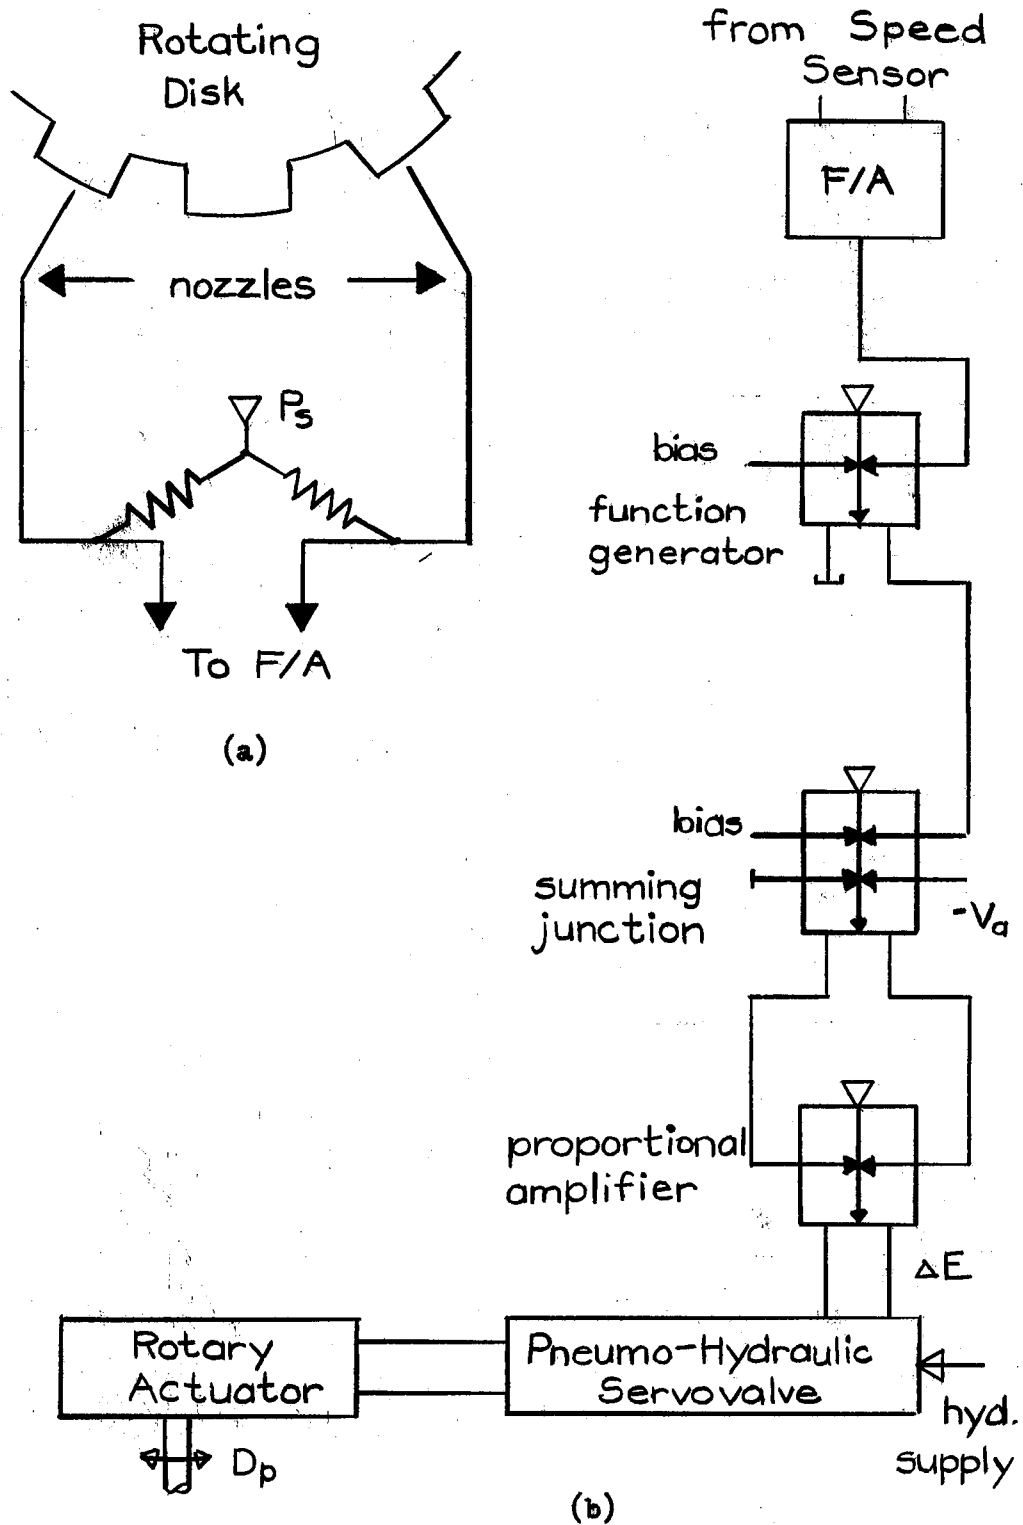 Rotating
Disk
nozzles
Ps
To F/A
(a)
from Speed
Sensor
F/A
bias
function
generator
bias
summing
junction
-Va
proportional
amplifier
ΔE
Rotary
Actuator
Pneumo-Hydraulic
Servovalve
hyd.
supply
Dp
(b)